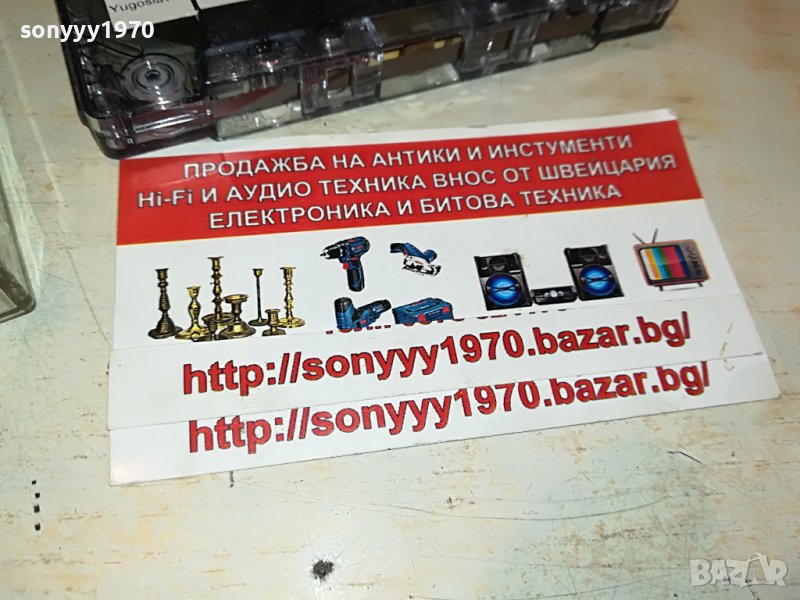 sonyyy1970
Yugoslav
ПРОДАЖБА НА АНТИКИ И ИНСТУМЕНТИ
Hi-Fi И АУДИО ТЕХНИКА ВНОС ОТ ШВЕЙЦАРИЯ
ЕЛЕКТРОНИКА И БИТОВА ТЕХНИКА
http://sonyyy1970.bazar.bg/
http://sonyyy1970.bazar.bg/
BAZAR